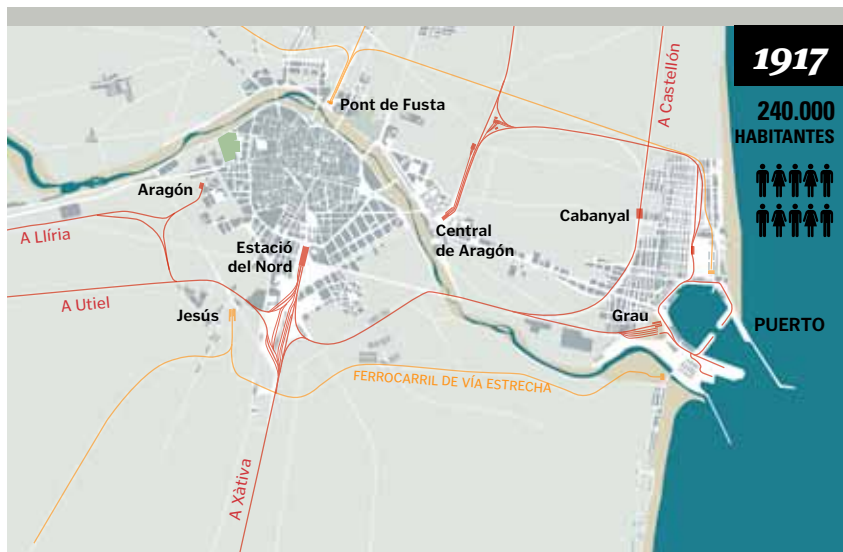 1917
240.000
HABITANTES
Pont de Fusta
A Castellón
Aragón
Cabanyal
Central
de Aragón
A Llíria
Estació
del Nord
A Utiel
Jesús
Grau
PUERTO
FERROCARRIL DE VÍA ESTRECHA
A Xàtiva